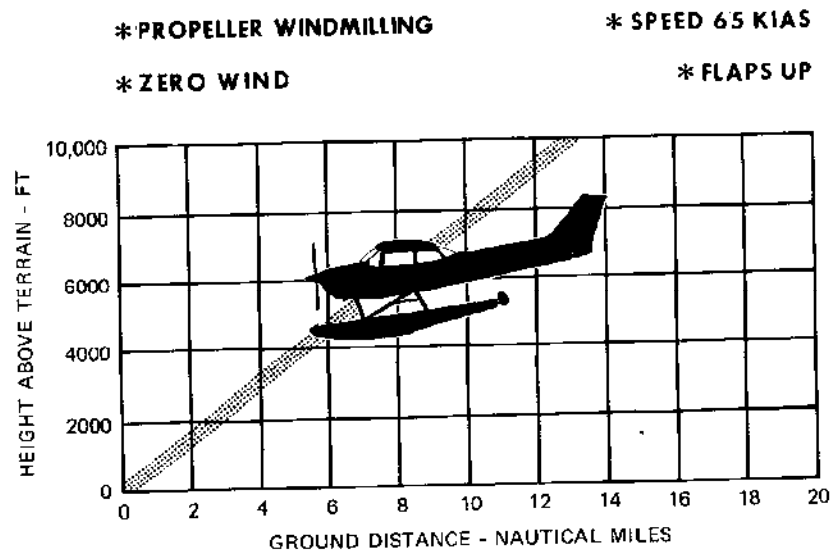 * PROPELLER WINDMILLING
* SPEED 65 KIAS
* ZERO WIND
* FLAPS UP
HEIGHT ABOVE TERRAIN - FT
10,000
8000
6000
4000
2000
0
0 2 4 6 8 10 12 14 16 18 20
GROUND DISTANCE - NAUTICAL MILES